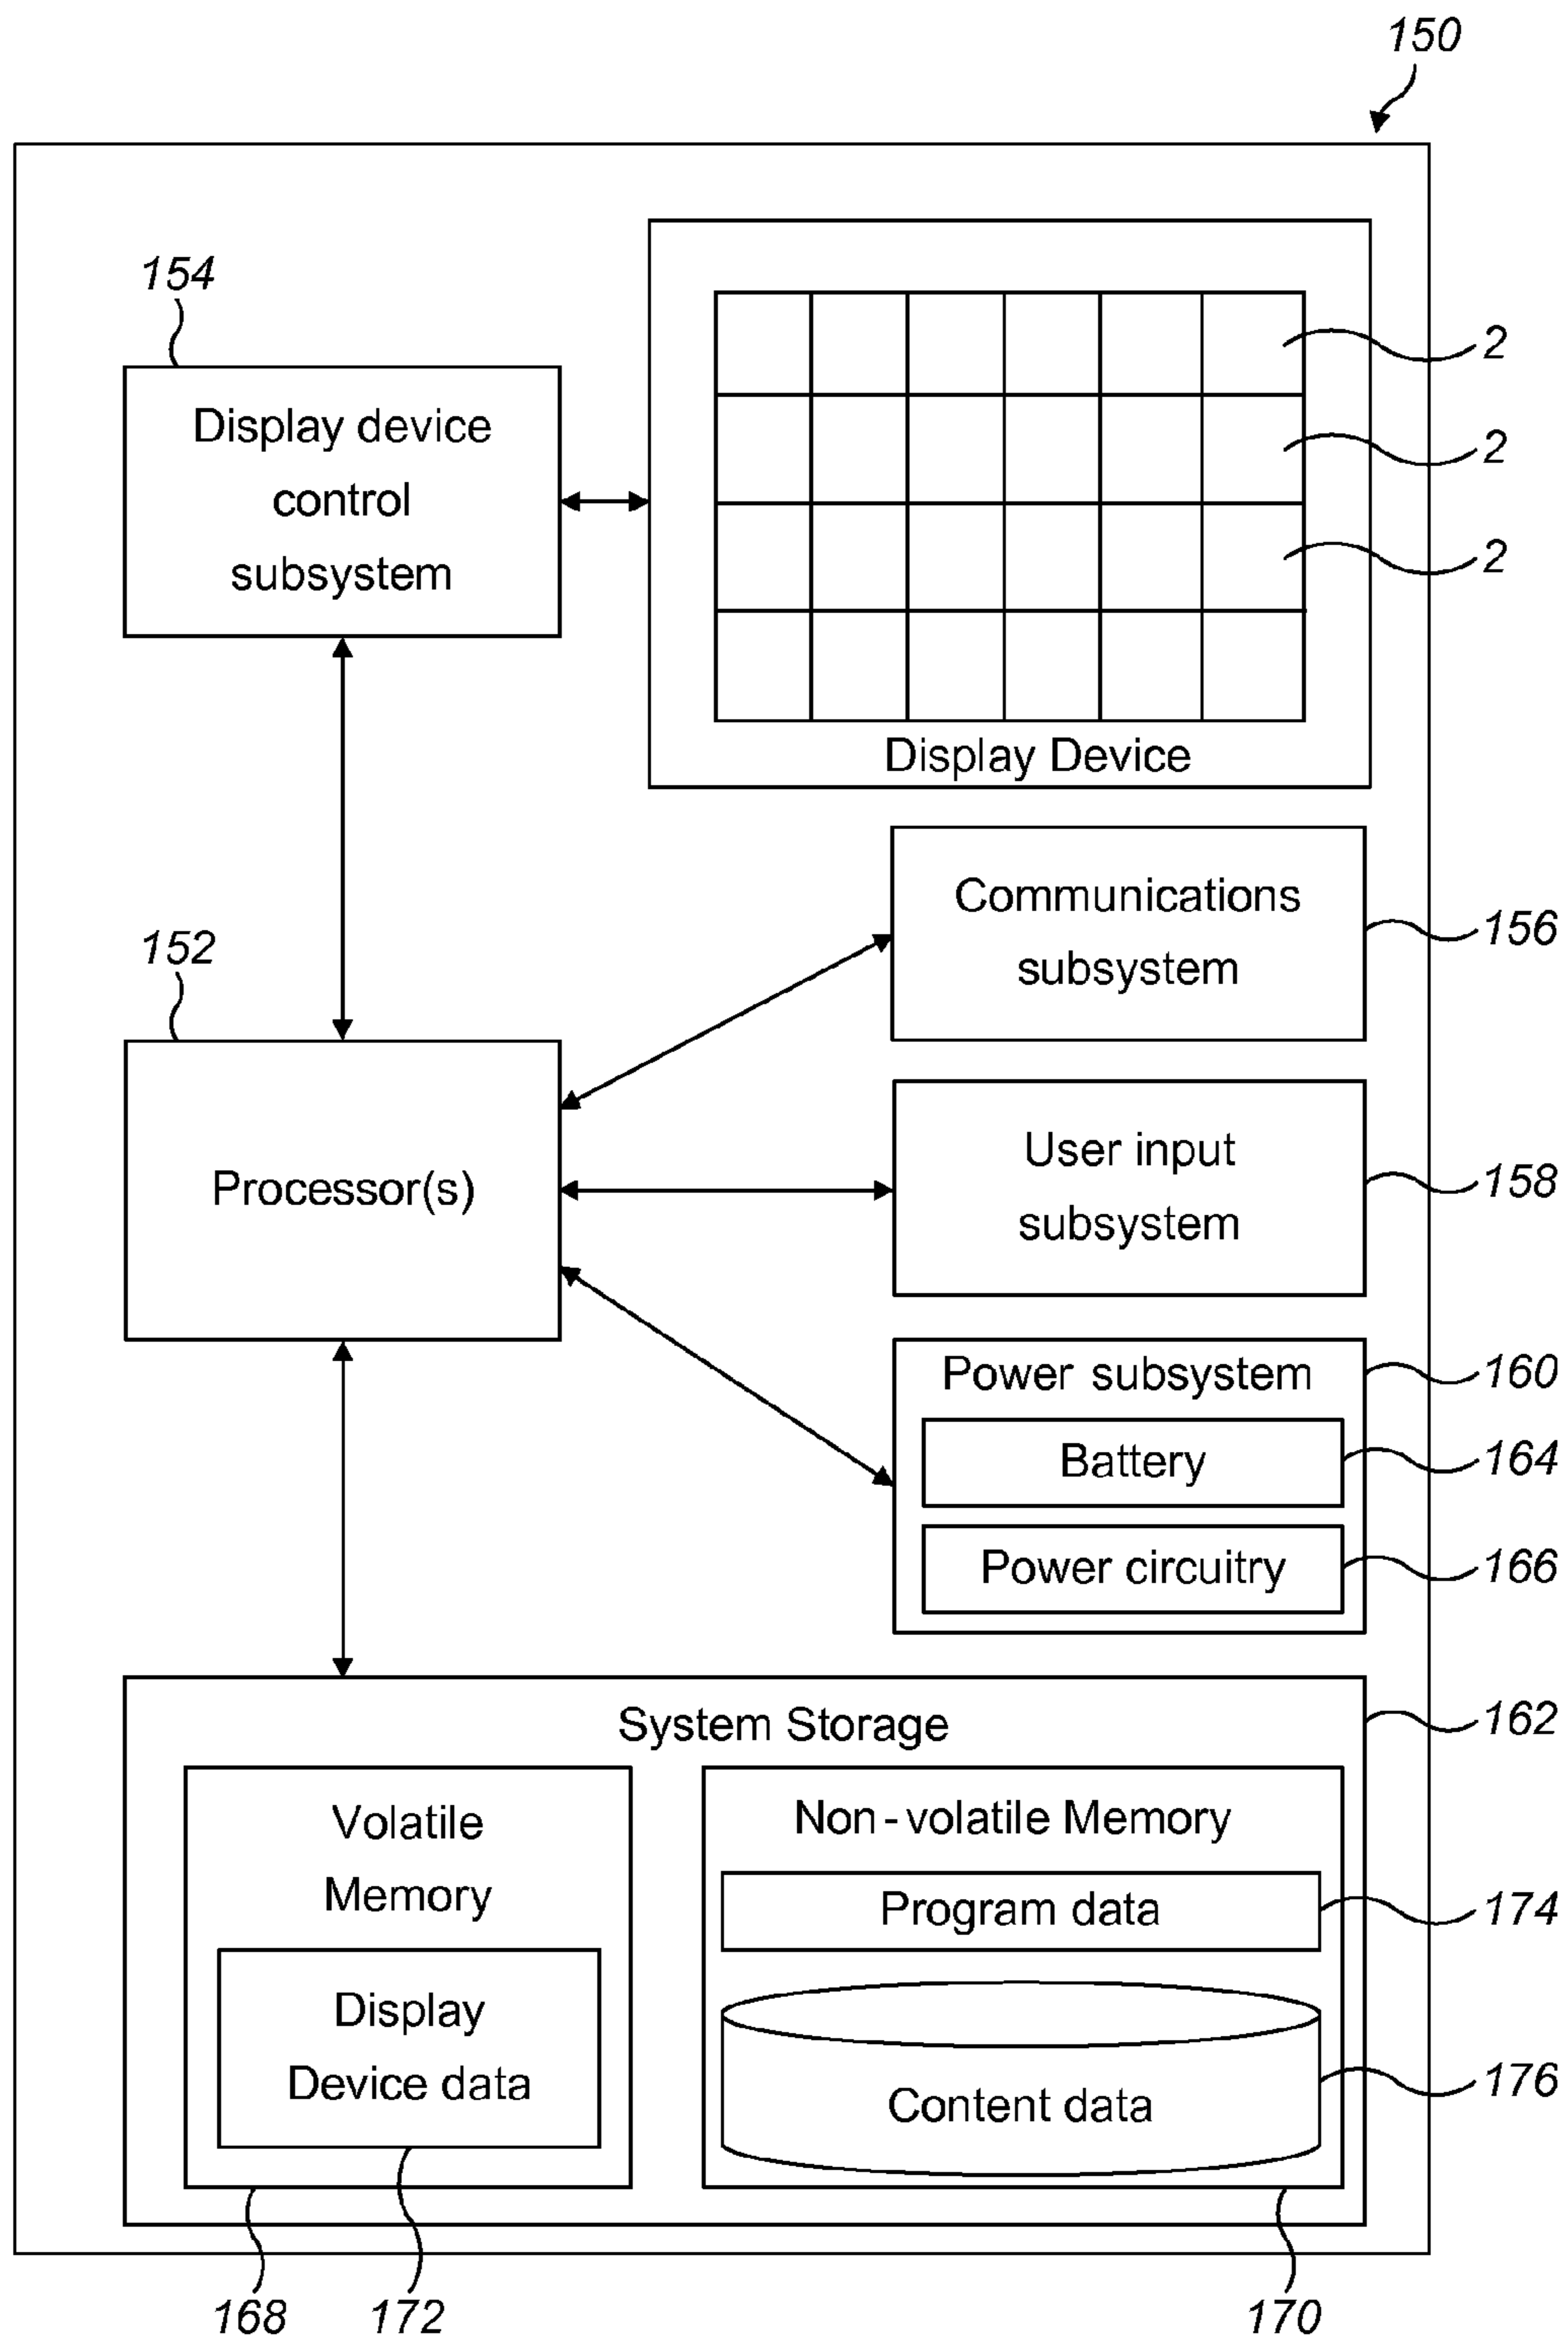 150
154
Display device
control
subsystem
2
2
2
Display Device
Communications
subsystem
156
152
Processor(s)
User input
subsystem
158
Power subsystem
160
Battery
164
Power circuitry
166
System Storage
162
Volatile
Memory
Non-volatile Memory
Program data
174
Display
Device data
Content data
176
168
172
170